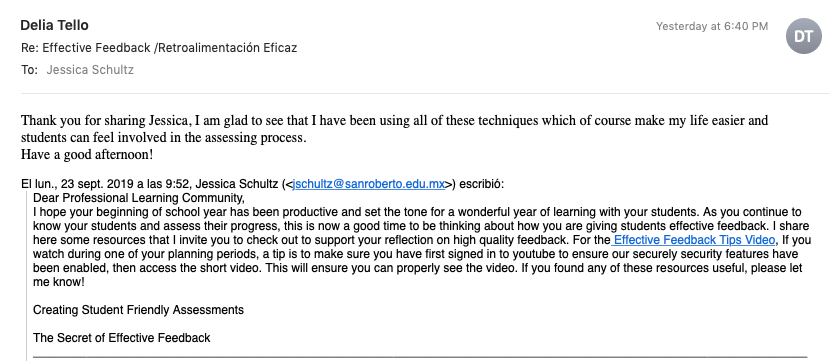 Delia Tello
Yesterday at 6:40 PM
DT
Re: Effective Feedback /Retroalimentación Eficaz
To: Jessica Schultz
Thank you for sharing Jessica, I am glad to see that I have been using all of these techniques which of course make my life easier and
students can feel involved in the assessing process.
Have a good afternoon!
El lun., 23 sept. 2019 a las 9:52, Jessica Schultz (<jschultz@sanroberto.edu.mx>) escribió:
Dear Professional Learning Community,
I hope your beginning of school year has been productive and set the tone for a wonderful year of learning with your students. As you continue to
know your students and assess their progress, this is now a good time to be thinking about how you are giving students effective feedback. I share
here some resources that I invite you to check out to support your reflection on high quality feedback. For the Effective Feedback Tips Video, If you
watch during one of your planning periods, a tip is to make sure you have first signed in to youtube to ensure our securely security features have
been enabled, then access the short video. This will ensure you can properly see the video. If you found any of these resources useful, please let
me know!
Creating Student Friendly Assessments
The Secret of Effective Feedback